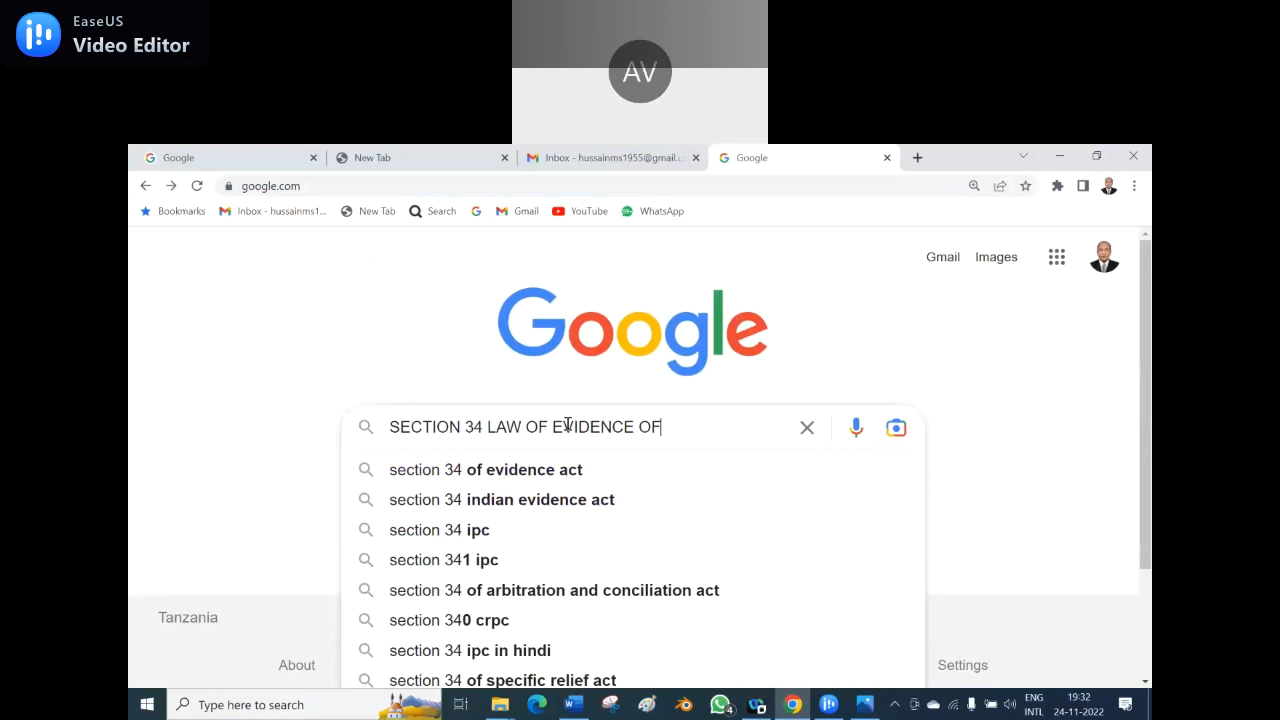 EaseUS
Video Editor
AV
Google
New Tab
Inbox - hussainms1955@gmail.c
Google
google.com
Bookmarks
Inbox - hussainms1...
New Tab
Search
Gmail
YouTube
WhatsApp
Gmail
Images
Google
SECTION 34 LAW OF EVIDENCE OF
section 34 of evidence act
section 34 indian evidence act
section 34 ipc
section 341 ipc
section 34 of arbitration and conciliation act
section 340 crpc
section 34 ipc in hindi
section 34 of specific relief act
Tanzania
About
Settings
Type here to search
4
ENG
INTL
19:32
24-11-2022